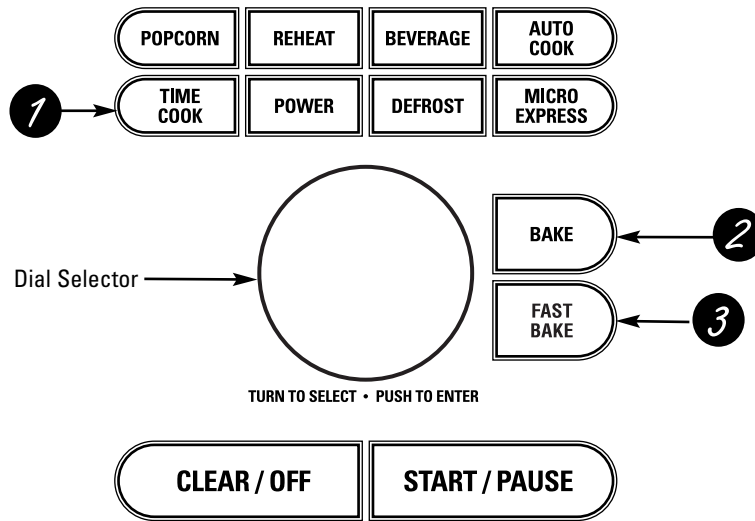 POPCORN
REHEAT
BEVERAGE
AUTO
COOK
1
TIME
COOK
POWER
DEFROST
MICRO
EXPRESS
BAKE
2
Dial Selector
FAST
BAKE
3
TURN TO SELECT • PUSH TO ENTER
CLEAR / OFF
START / PAUSE